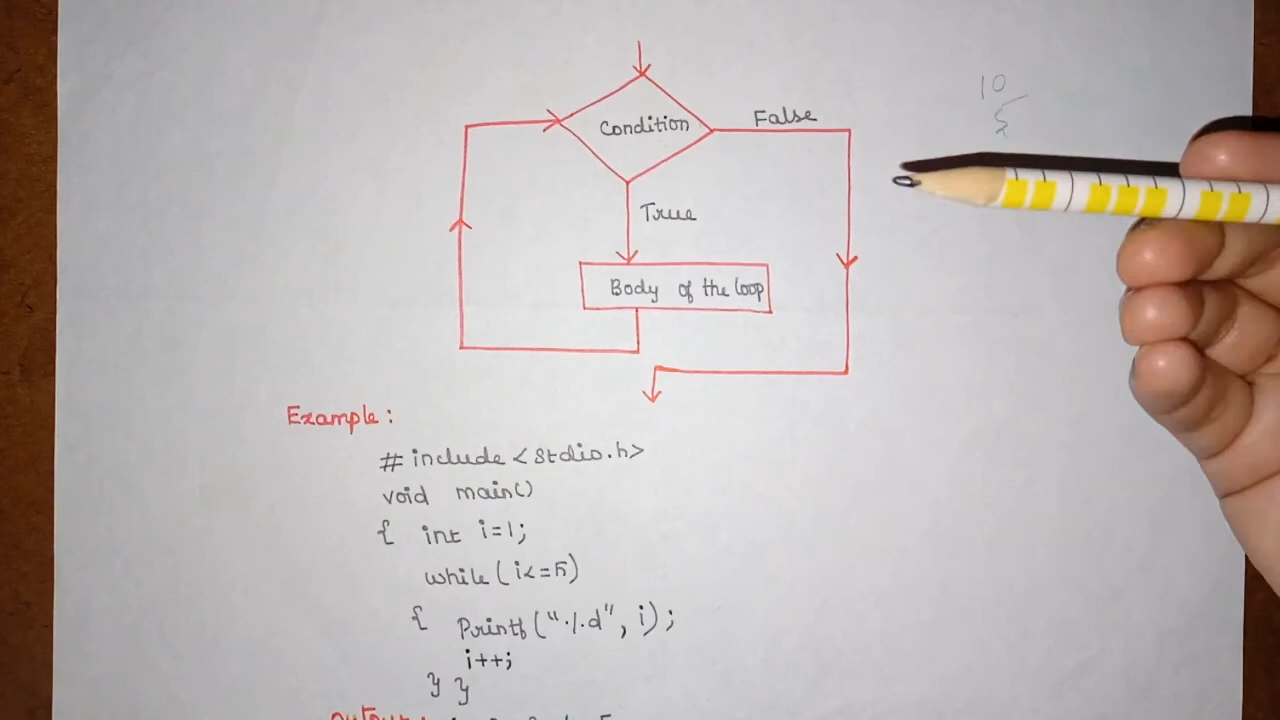 10
5
Condition
False
True
Body of the loop
Example:
# include <stdio.h>
void main()
{ int i=1;
while(i<=5)
{ Printf("%d", i);
i++;
} }